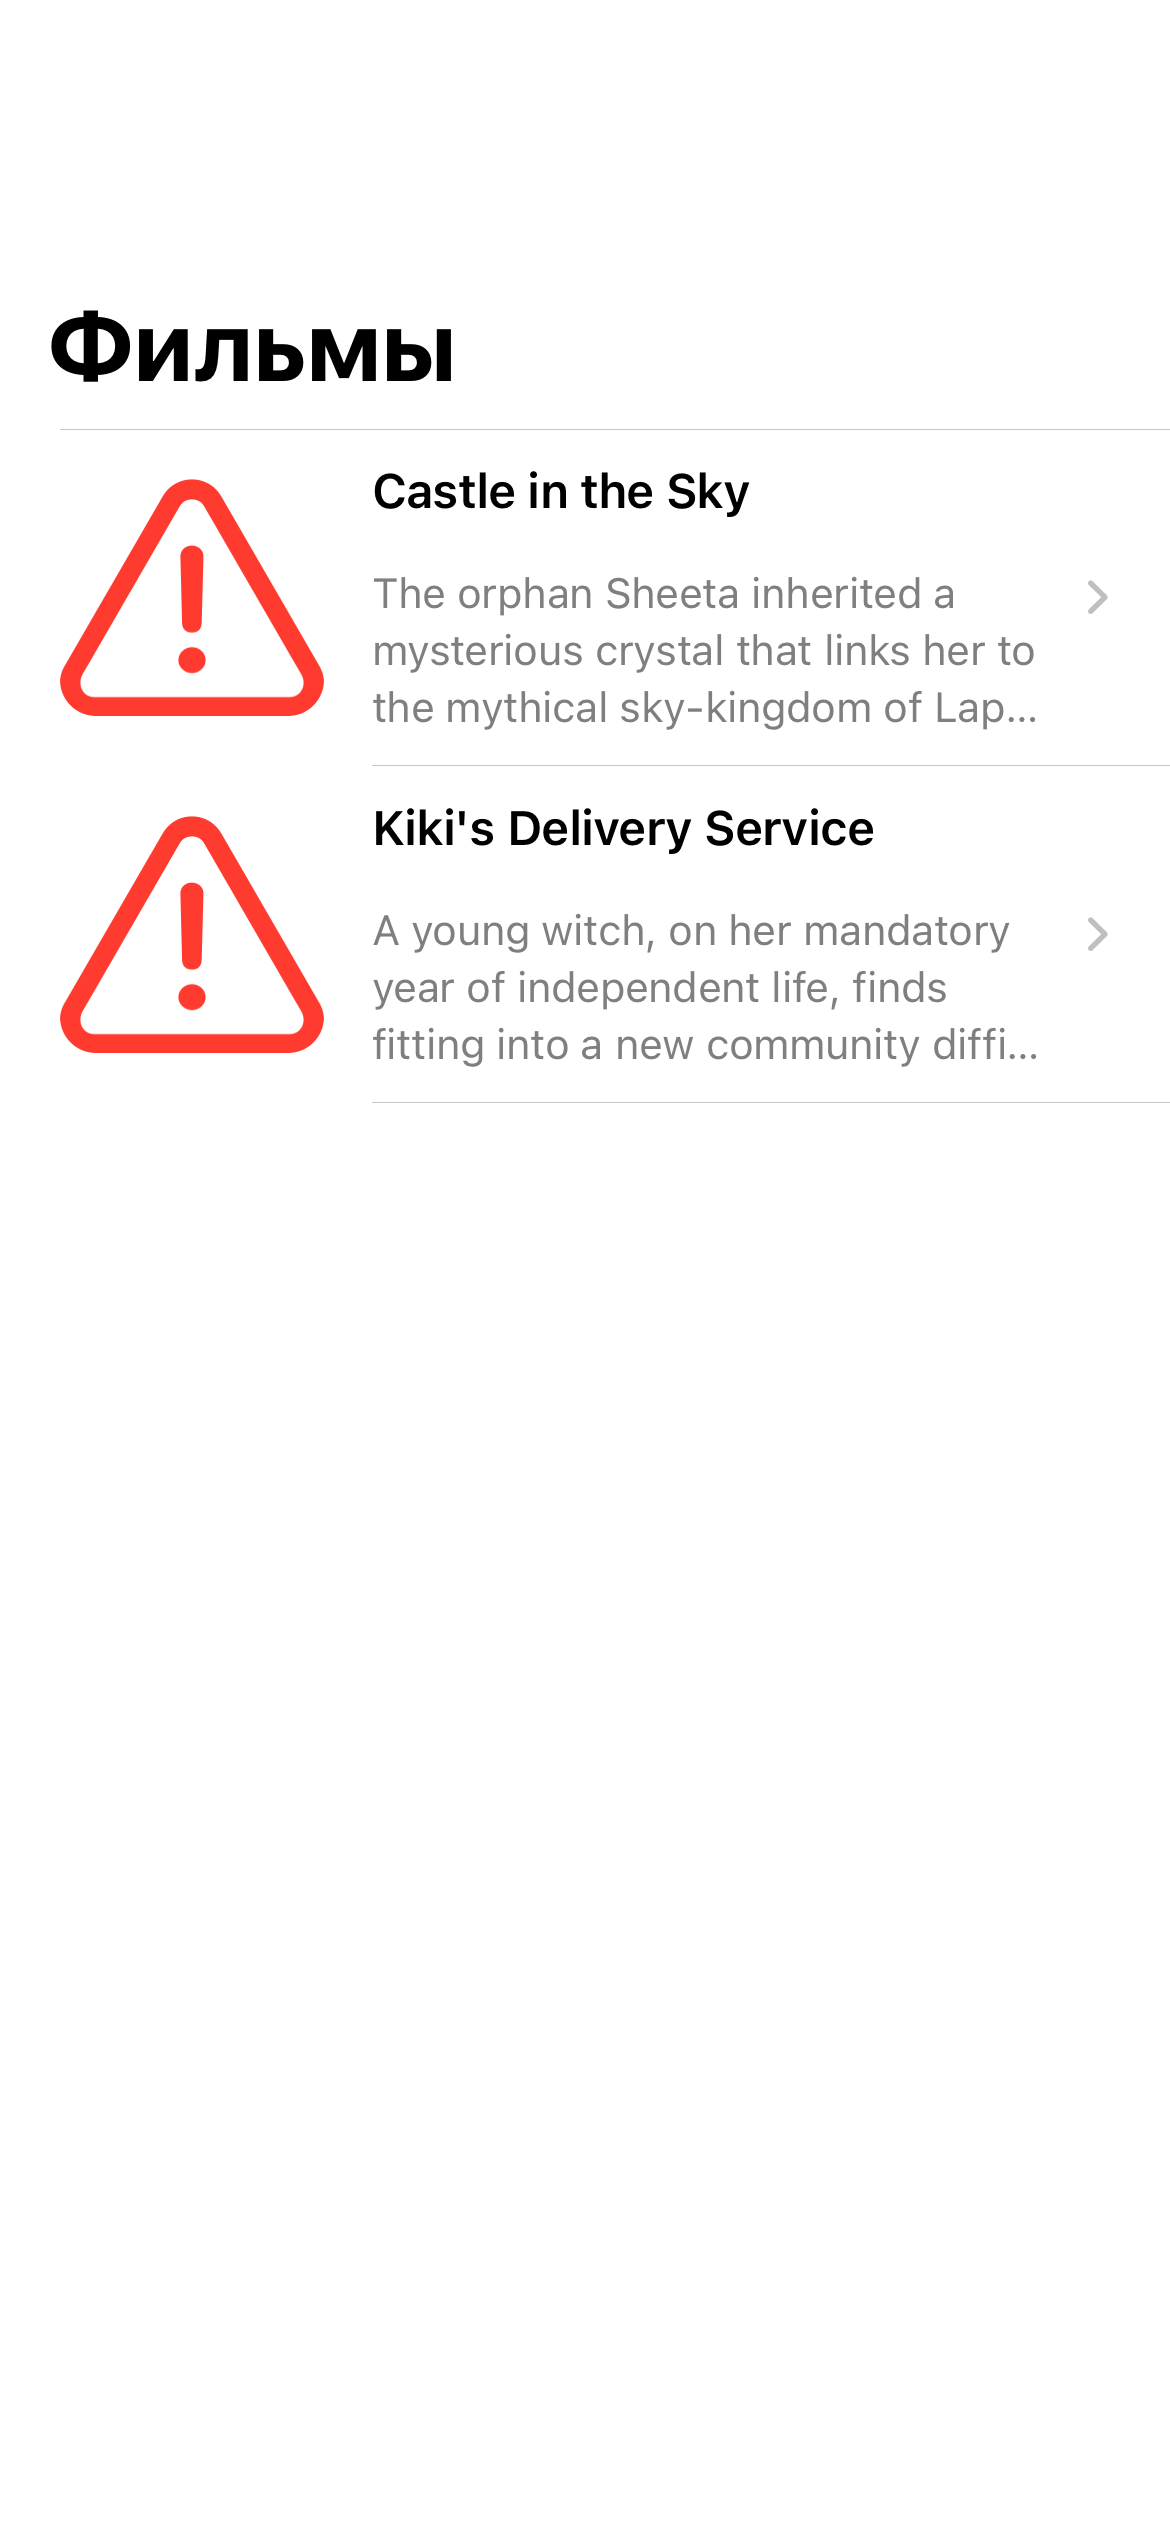 Фильмы
Castle in the Sky
The orphan Sheeta inherited a
mysterious crystal that links her to
the mythical sky-kingdom of Lap...
Kiki's Delivery Service
A young witch, on her mandatory
year of independent life, finds
fitting into a new community diffi...